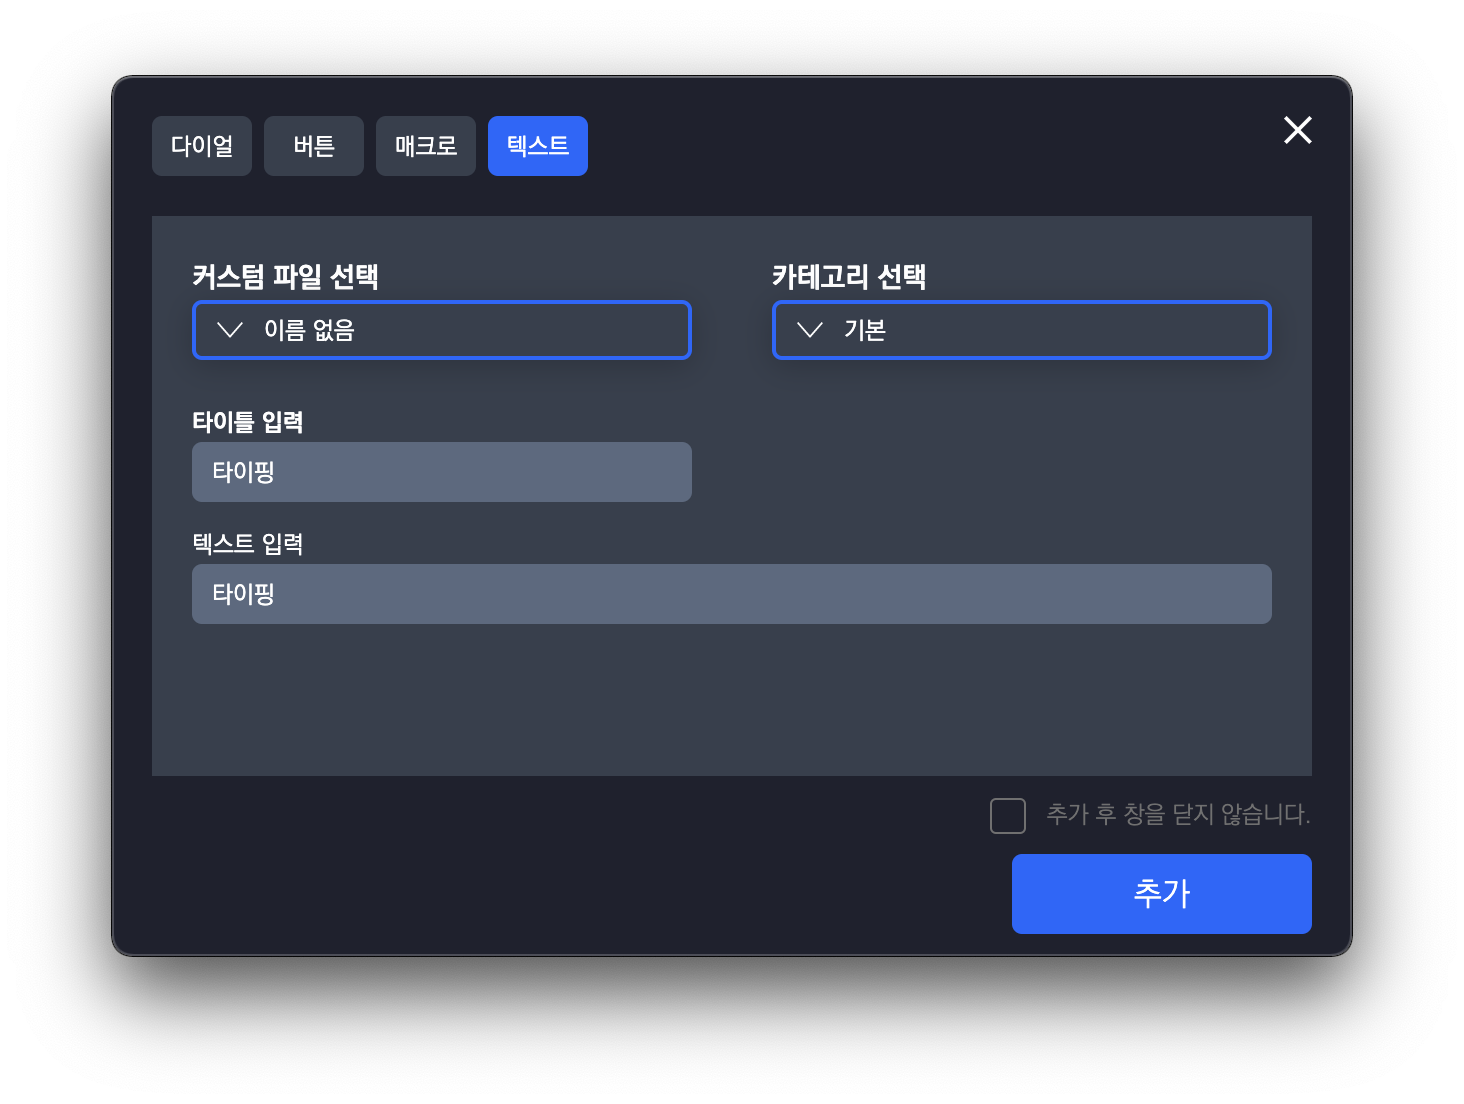 다이얼 버튼 매크로 텍스트
커스텀 파일 선택 카테고리 선택
이름 없음 기본
타이틀 입력
타이핑
텍스트 입력
타이핑
추가 후 창을 닫지 않습니다.
추가